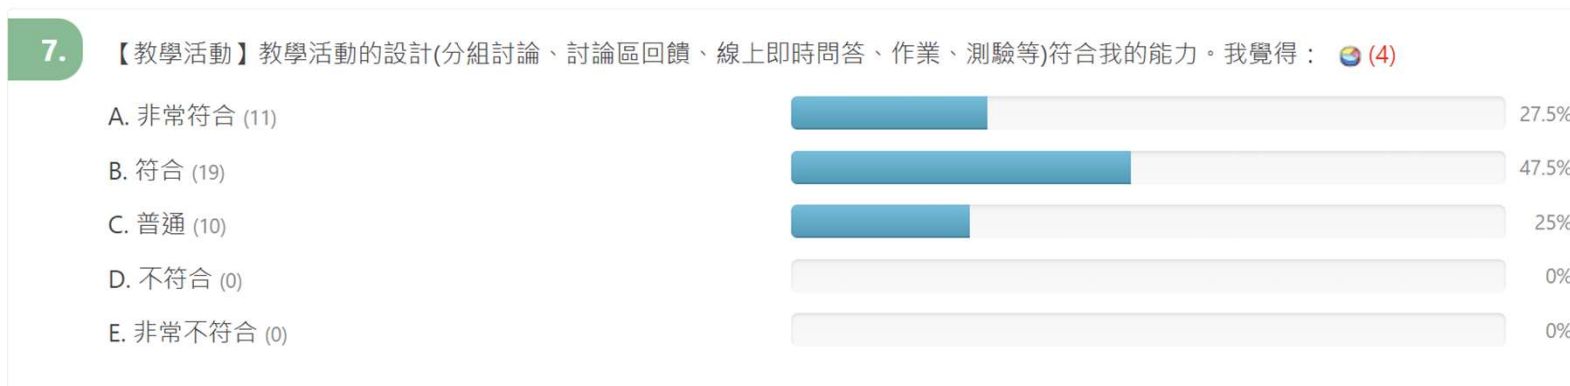 7. 【教學活動】教學活動的設計(分組討論、討論區回饋、線上即時問答、作業、測驗等)符合我的能力。我覺得： (4)
A. 非常符合 (11) 27.5%
B. 符合 (19) 47.5%
C. 普通 (10) 25%
D. 不符合 (0) 0%
E. 非常不符合 (0) 0%